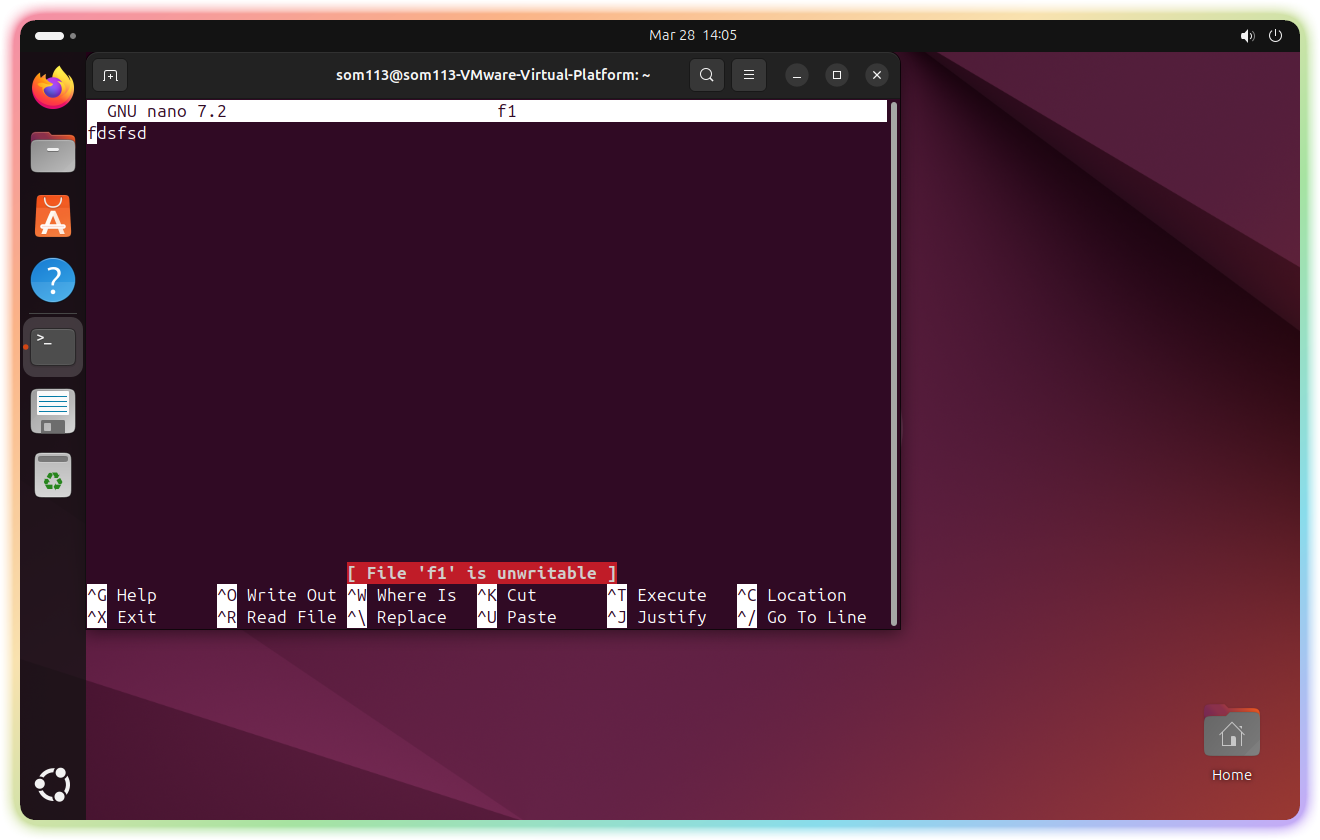 Mar 28 14:05
som113@som113-VMware-Virtual-Platform: ~
GNU nano 7.2 f1
fdsfsd
[ File 'f1' is unwritable ]
^G Help ^O Write Out ^W Where Is ^K Cut ^T Execute ^C Location
^X Exit ^R Read File ^\ Replace ^U Paste ^J Justify ^/ Go To Line
Home